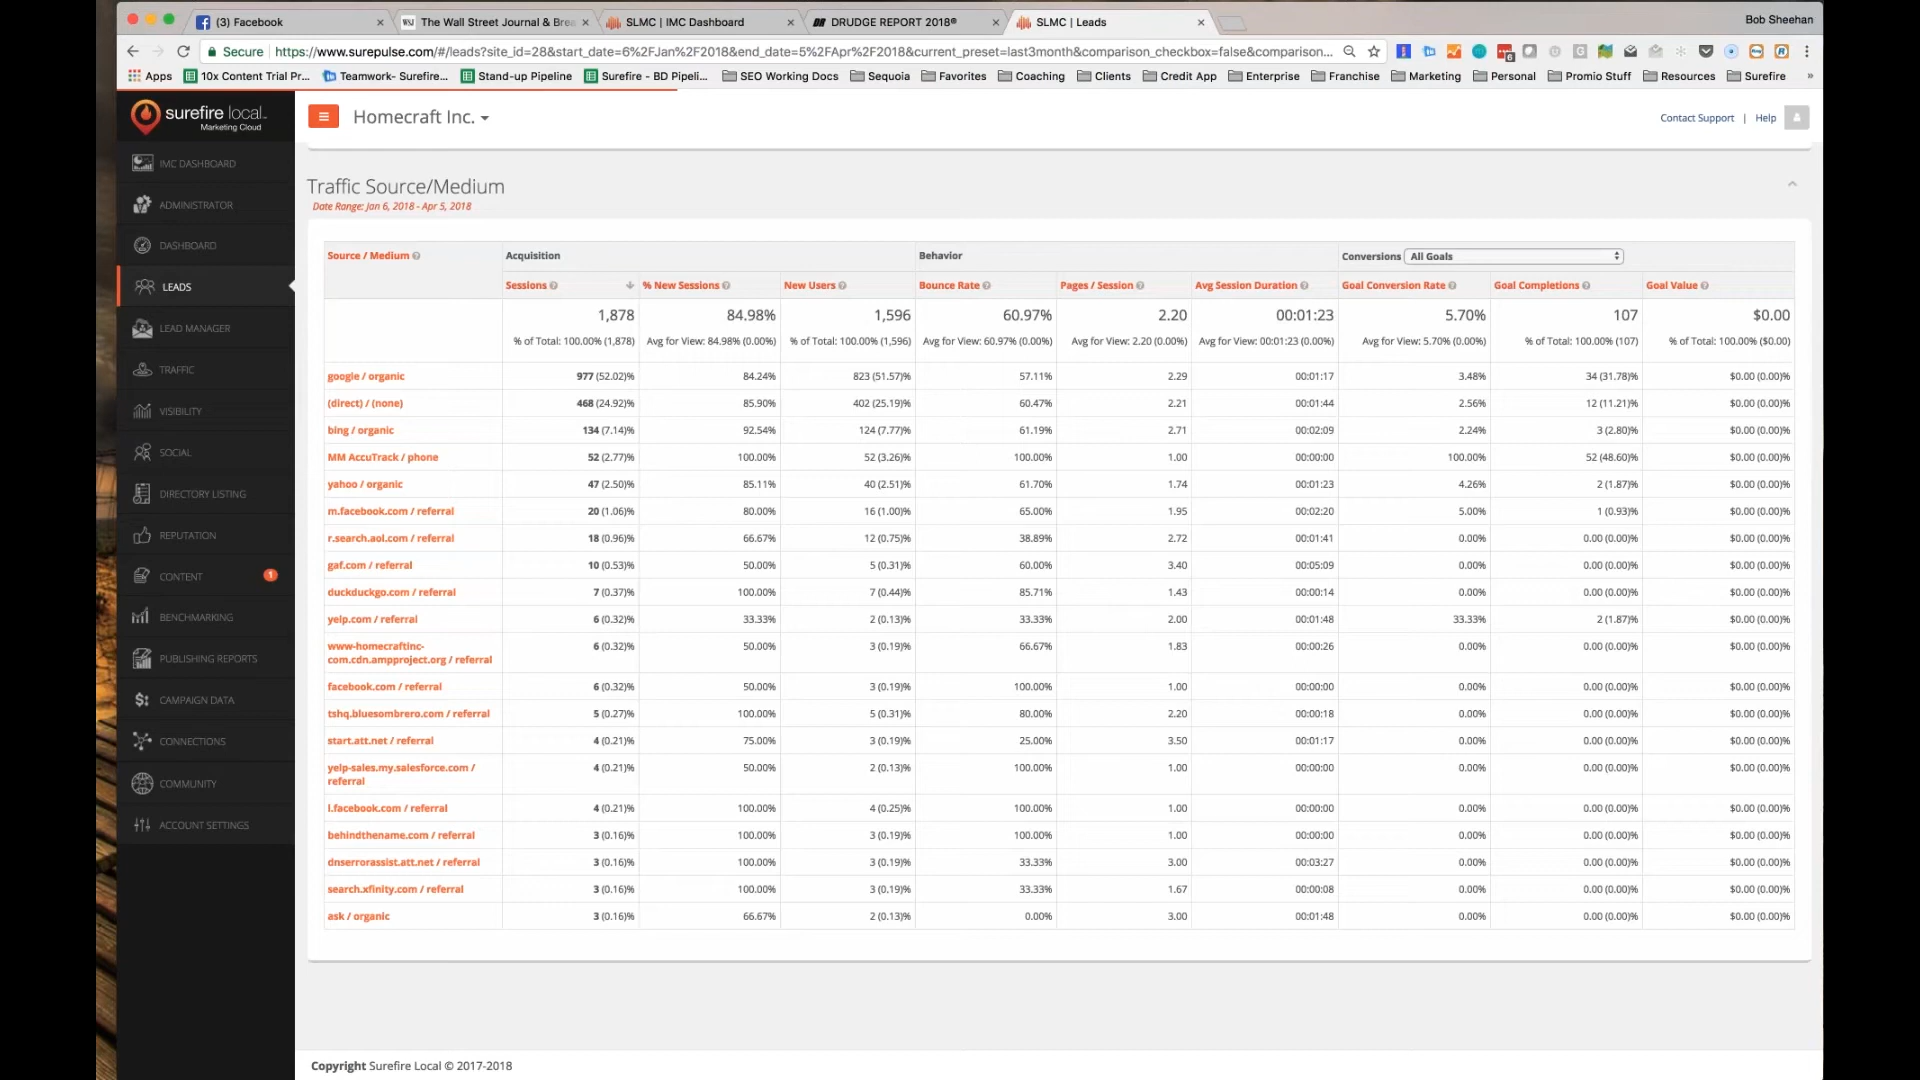 (3) Facebook
The Wall Street Journal & Brea
SLMC | IMC Dashboard
DRUDGE REPORT 2018®
SLMC | Leads
Bob Sheehan
Secure
https://www.surepulse.com/#/leads?site_id=28&start_date=6%2FJan%2F2018&end_date=5%2FApr%2F2018&current_preset=last3month&comparison_checkbox=false&comparison...
Apps 10x Content Trial Pr... Teamwork- Surefire... Stand-up Pipeline Surefire - BD Pipeli... SEO Working Docs Sequoia Favorites Coaching Clients Credit App Enterprise Franchise Marketing Personal Promio Stuff Resources Surefire »
surefire local
Marketing Cloud
Homecraft Inc.
Contact Support | Help
IMC DASHBOARD
ADMINISTRATOR
DASHBOARD
LEADS
LEAD MANAGER
TRAFFIC
VISIBILITY
SOCIAL
DIRECTORY LISTING
REPUTATION
CONTENT 1
BENCHMARKING
PUBLISHING REPORTS
CAMPAIGN DATA
CONNECTIONS
COMMUNITY
ACCOUNT SETTINGS
Traffic Source/Medium
Date Range: Jan 6, 2018 - Apr 5, 2018
Source / Medium Acquisition Behavior Conversions All Goals
Sessions % New Sessions New Users Bounce Rate Pages / Session Avg Session Duration Goal Conversion Rate Goal Completions Goal Value
1,878 84.98% 1,596 60.97% 2.20 00:01:23 5.70% 107 $0.00
% of Total: 100.00% (1,878) Avg for View: 84.98% (0.00%) % of Total: 100.00% (1,596) Avg for View: 60.97% (0.00%) Avg for View: 2.20 (0.00%) Avg for View: 00:01:23 (0.00%) Avg for View: 5.70% (0.00%) % of Total: 100.00% (107) % of Total: 100.00% ($0.00)
google / organic 977 (52.02)% 84.24% 823 (51.57)% 57.11% 2.29 00:01:17 3.48% 34 (31.78)% $0.00 (0.00)%
(direct) / (none) 468 (24.92)% 85.90% 402 (25.19)% 60.47% 2.21 00:01:44 2.56% 12 (11.21)% $0.00 (0.00)%
bing / organic 134 (7.14)% 92.54% 124 (7.77)% 61.19% 2.71 00:02:09 2.24% 3 (2.80)% $0.00 (0.00)%
MM AccuTrack / phone 52 (2.77)% 100.00% 52 (3.26)% 100.00% 1.00 00:00:00 100.00% 52 (48.60)% $0.00 (0.00)%
yahoo / organic 47 (2.50)% 85.11% 40 (2.51)% 61.70% 1.74 00:01:23 4.26% 2 (1.87)% $0.00 (0.00)%
m.facebook.com / referral 20 (1.06)% 80.00% 16 (1.00)% 65.00% 1.95 00:02:20 5.00% 1 (0.93)% $0.00 (0.00)%
r.search.aol.com / referral 18 (0.96)% 66.67% 12 (0.75)% 38.89% 2.72 00:01:41 0.00% 0.00 (0.00)% $0.00 (0.00)%
gaf.com / referral 10 (0.53)% 50.00% 5 (0.31)% 60.00% 3.40 00:05:09 0.00% 0.00 (0.00)% $0.00 (0.00)%
duckduckgo.com / referral 7 (0.37)% 100.00% 7 (0.44)% 85.71% 1.43 00:00:14 0.00% 0.00 (0.00)% $0.00 (0.00)%
yelp.com / referral 6 (0.32)% 33.33% 2 (0.13)% 33.33% 2.00 00:01:48 33.33% 2 (1.87)% $0.00 (0.00)%
www-homecraftinc-
com.cdn.ampproject.org / referral 6 (0.32)% 50.00% 3 (0.19)% 66.67% 1.83 00:00:26 0.00% 0.00 (0.00)% $0.00 (0.00)%
facebook.com / referral 6 (0.32)% 50.00% 3 (0.19)% 100.00% 1.00 00:00:00 0.00% 0.00 (0.00)% $0.00 (0.00)%
tshq.bluesombrero.com / referral 5 (0.27)% 100.00% 5 (0.31)% 80.00% 2.20 00:00:18 0.00% 0.00 (0.00)% $0.00 (0.00)%
start.att.net / referral 4 (0.21)% 75.00% 3 (0.19)% 25.00% 3.50 00:01:17 0.00% 0.00 (0.00)% $0.00 (0.00)%
yelp-sales.my.salesforce.com /
referral 4 (0.21)% 50.00% 2 (0.13)% 100.00% 1.00 00:00:00 0.00% 0.00 (0.00)% $0.00 (0.00)%
l.facebook.com / referral 4 (0.21)% 100.00% 4 (0.25)% 100.00% 1.00 00:00:00 0.00% 0.00 (0.00)% $0.00 (0.00)%
behindthename.com / referral 3 (0.16)% 100.00% 3 (0.19)% 100.00% 1.00 00:00:00 0.00% 0.00 (0.00)% $0.00 (0.00)%
dnserrorassist.att.net / referral 3 (0.16)% 100.00% 3 (0.19)% 33.33% 3.00 00:03:27 0.00% 0.00 (0.00)% $0.00 (0.00)%
search.xfinity.com / referral 3 (0.16)% 100.00% 3 (0.19)% 33.33% 1.67 00:00:08 0.00% 0.00 (0.00)% $0.00 (0.00)%
ask / organic 3 (0.16)% 66.67% 2 (0.13)% 0.00% 3.00 00:01:48 0.00% 0.00 (0.00)% $0.00 (0.00)%
Copyright Surefire Local © 2017-2018